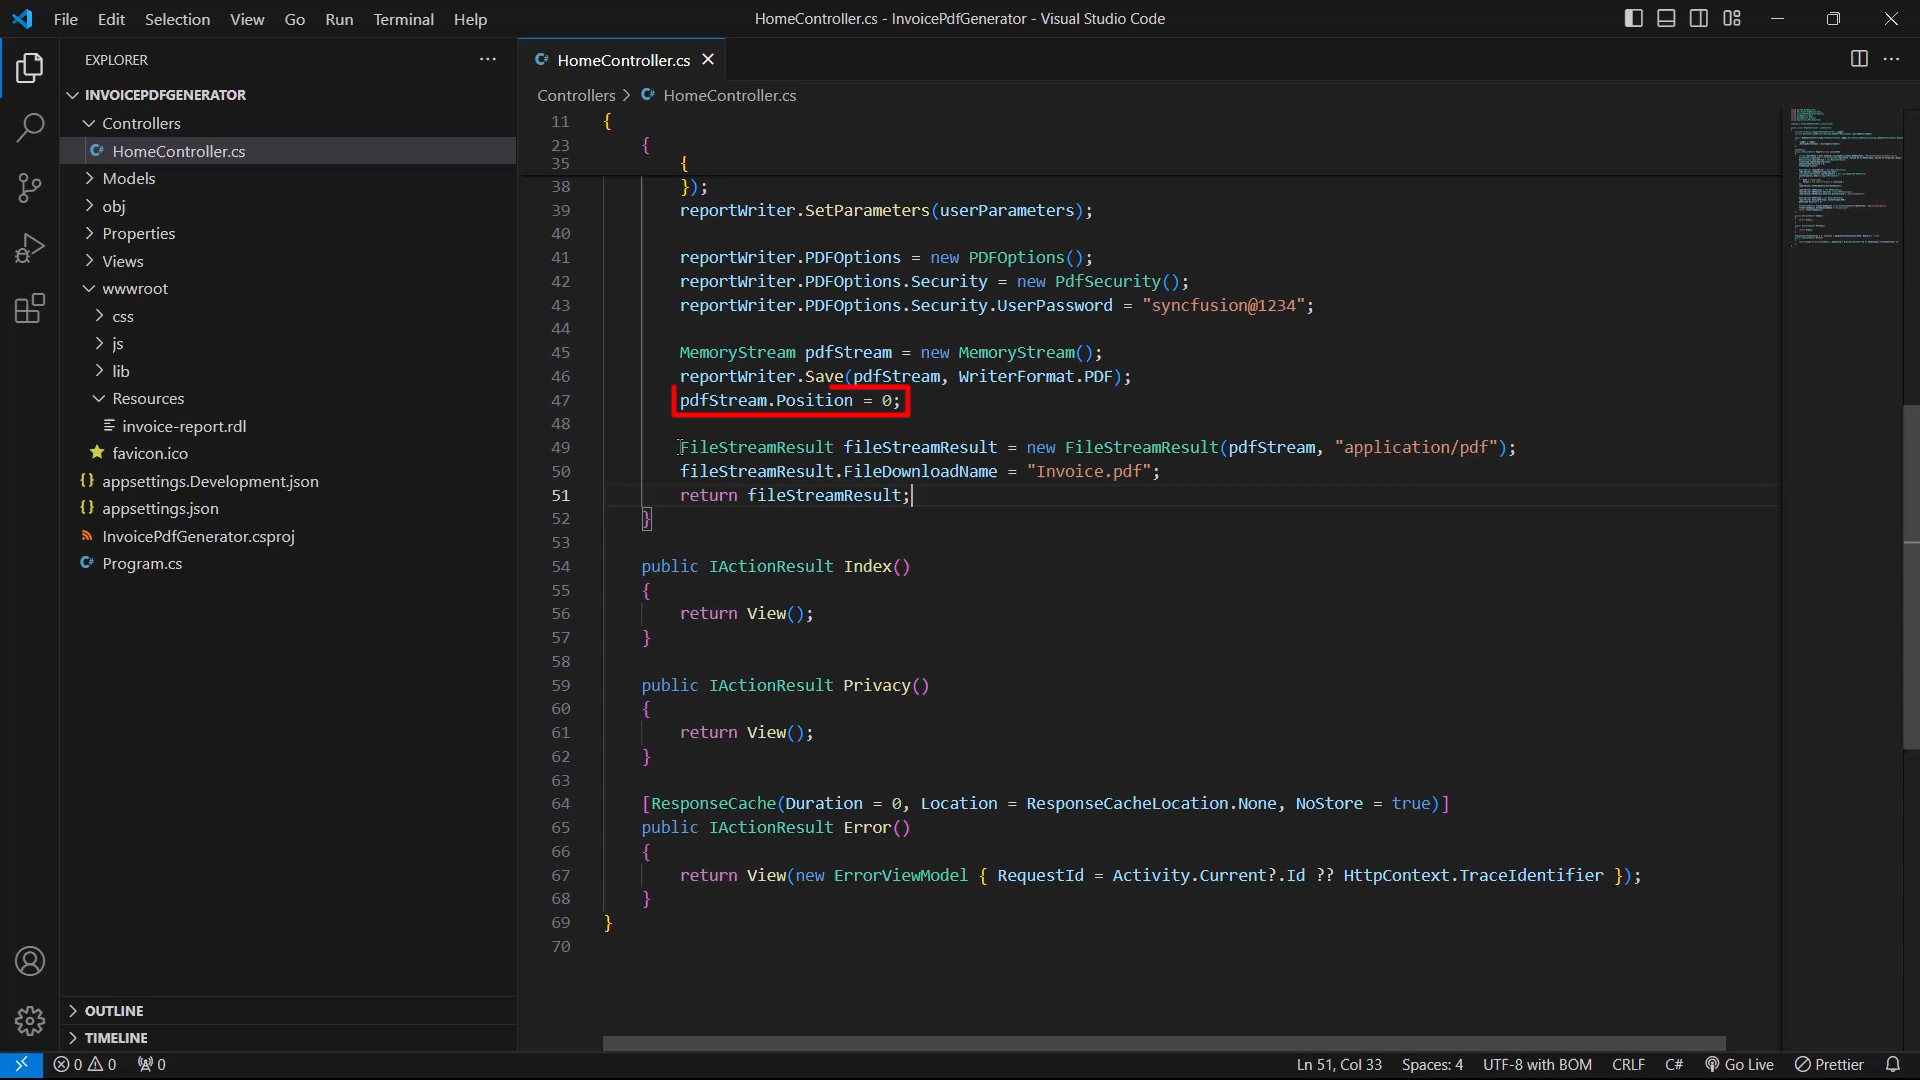 File Edit Selection View Go Run Terminal Help
HomeController.cs - InvoicePdfGenerator - Visual Studio Code
EXPLORER
INVOICEPDFGENERATOR
Controllers
HomeController.cs
Models
obj
Properties
Views
wwwroot
css
js
lib
Resources
invoice-report.rdl
favicon.ico
appsettings.Development.json
appsettings.json
InvoicePdfGenerator.csproj
Program.cs
OUTLINE
TIMELINE
HomeController.cs
Controllers > HomeController.cs
11 {
23 {
35 {
38 });
39 reportWriter.SetParameters(userParameters);
40
41 reportWriter.PDFOptions = new PDFOptions();
42 reportWriter.PDFOptions.Security = new PdfSecurity();
43 reportWriter.PDFOptions.Security.UserPassword = "syncfusion@1234";
44
45 MemoryStream pdfStream = new MemoryStream();
46 reportWriter.Save(pdfStream, WriterFormat.PDF);
47 pdfStream.Position = 0;
48
49 FileStreamResult fileStreamResult = new FileStreamResult(pdfStream, "application/pdf");
50 fileStreamResult.FileDownloadName = "Invoice.pdf";
51 return fileStreamResult;
52 }
53
54 public IActionResult Index()
55 {
56 return View();
57 }
58
59 public IActionResult Privacy()
60 {
61 return View();
62 }
63
64 [ResponseCache(Duration = 0, Location = ResponseCacheLocation.None, NoStore = true)]
65 public IActionResult Error()
66 {
67 return View(new ErrorViewModel { RequestId = Activity.Current?.Id ?? HttpContext.TraceIdentifier });
68 }
69 }
70
0 0 0 Ln 51, Col 33 Spaces: 4 UTF-8 with BOM CRLF C# Go Live Prettier